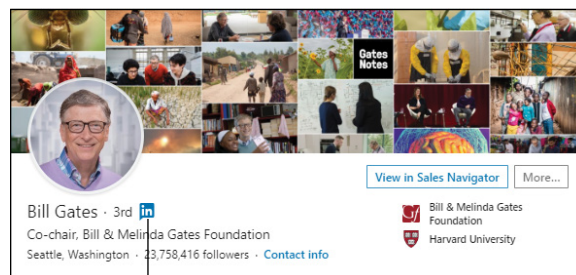 Gates
Notes
View in Sales Navigator
More...
Bill Gates · 3rd in
Co-chair, Bill & Melinda Gates Foundation
Seattle, Washington · 23,758,416 followers · Contact info
Bill & Melinda Gates
Foundation
Harvard University